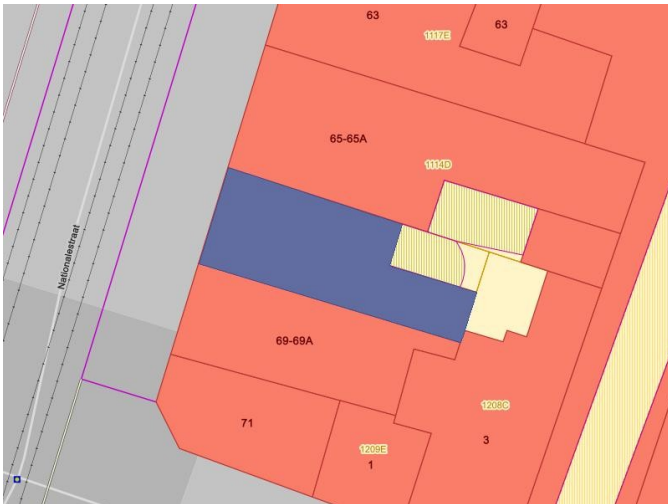 63
63
1117E
65-65A
1114D
Nationalestraat
69-69A
1208C
71
3
1209E
1